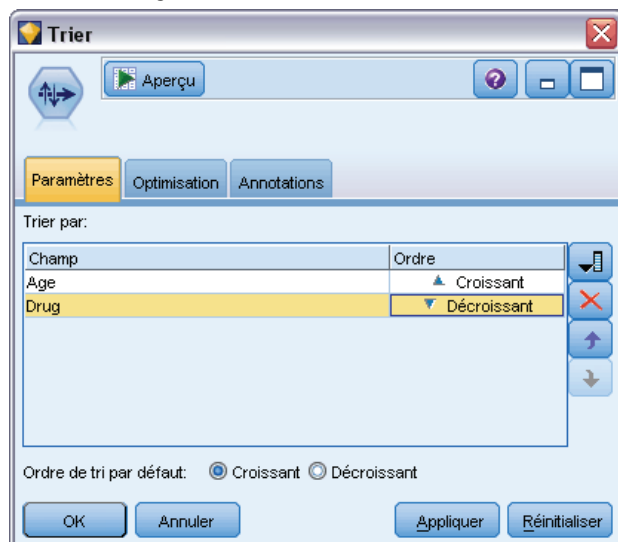 Trier
Aperçu
Paramètres Optimisation Annotations
Trier par:
Champ Ordre
Age Croissant
Drug Décroissant
Ordre de tri par défaut: Croissant Décroissant
OK Annuler Appliquer Réinitialiser